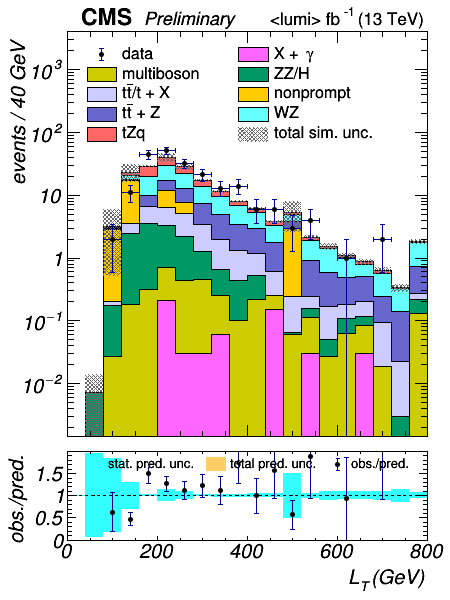 CMS Preliminary <lumi> fb⁻¹ (13 TeV)
events / 40 GeV
10³
10²
10
1
10⁻¹
10⁻²
data
multiboson
tt̄/t + X
tt̄ + Z
tZq
X + γ
ZZ/H
nonprompt
WZ
total sim. unc.
obs./pred.
1.5
1
0.5
0
stat. pred. unc. total pred. unc. obs./pred.
0 200 400 600 800
L_T(GeV)